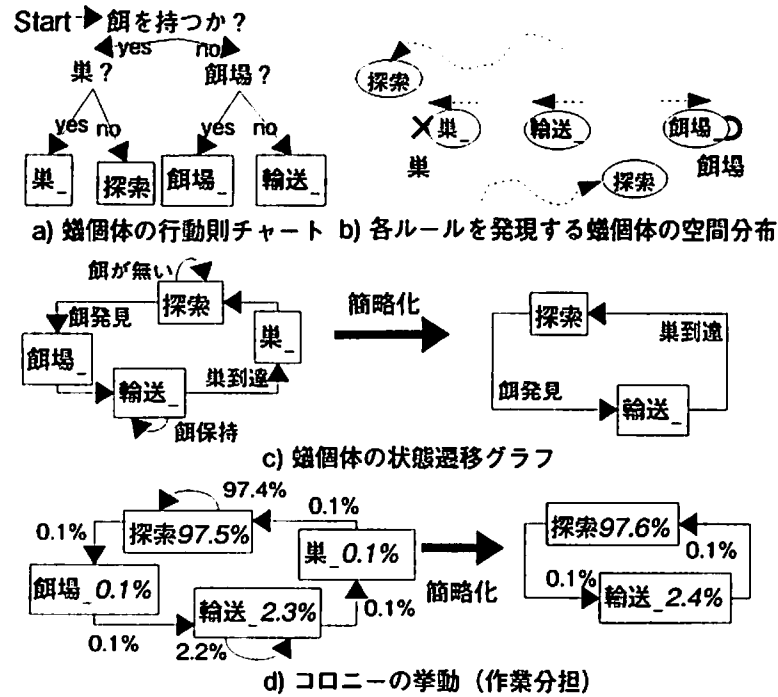 Start 餌を持つか？
yes no
巣？ 餌場？
yes no yes no
巣_ 探索 餌場_ 輸送_
a) 蟻個体の行動則チャート
探索
巣_ 輸送_ 餌場_
巣 餌場
探索
b) 各ルールを発現する蟻個体の空間分布
餌が無い
探索
餌発見
巣_
餌場_
輸送_
巣到達
餌保持
簡略化
探索
巣到達
餌発見
輸送_
c) 蟻個体の状態遷移グラフ
97.4%
0.1%
0.1%
探索97.5%
巣_0.1%
餌場_0.1%
輸送_2.3%
0.1%
0.1%
2.2%
簡略化
探索97.6%
0.1%
0.1%
輸送_2.4%
d) コロニーの挙動（作業分担）